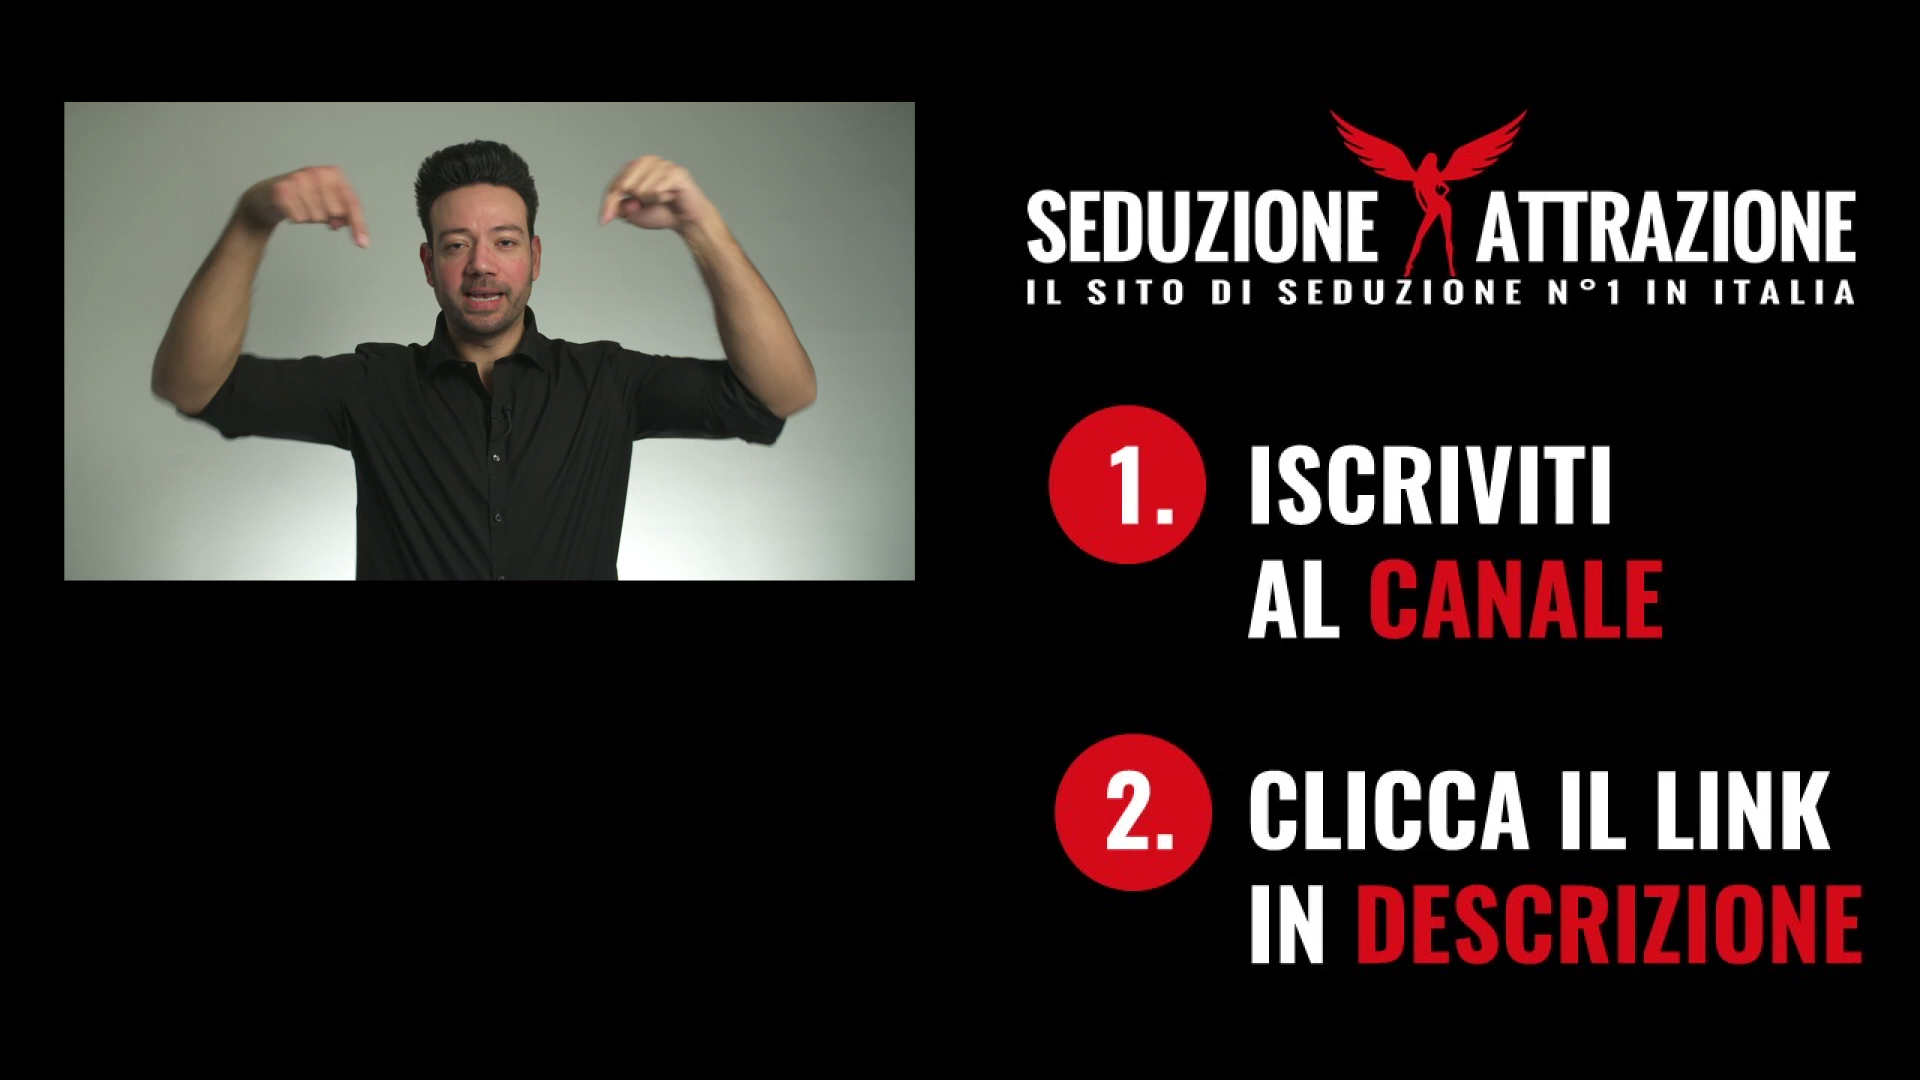 SEDUZIONE ATTRAZIONE
IL SITO DI SEDUZIONE N°1 IN ITALIA
1. ISCRIVITI
AL CANALE
2. CLICCA IL LINK
IN DESCRIZIONE